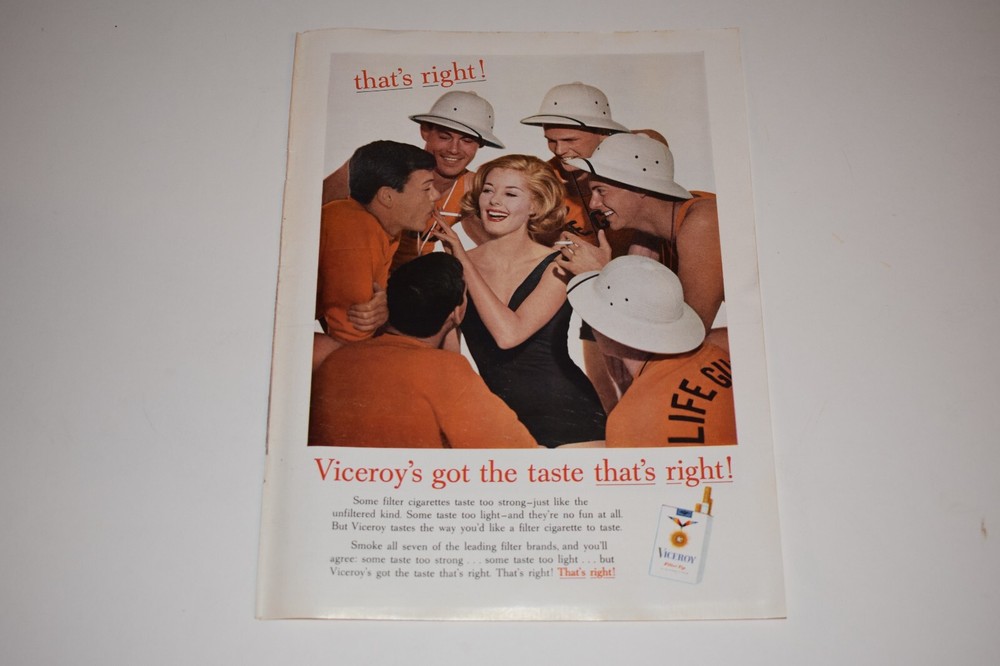 that's right!
E
LIFE GU
Viceroy's got the taste that's right!
Some filter cigarettes taste too strong—just like the
unfiltered kind. Some taste too light—and they're no fun at all.
But Viceroy tastes the way you'd like a filter cigarette to taste.
Smoke all seven of the leading filter brands, and you'll
agree: some taste too strong . . . some taste too light . . . but
Viceroy's got the taste that's right. That's right! That's right!
VICEROY
Filter Tip